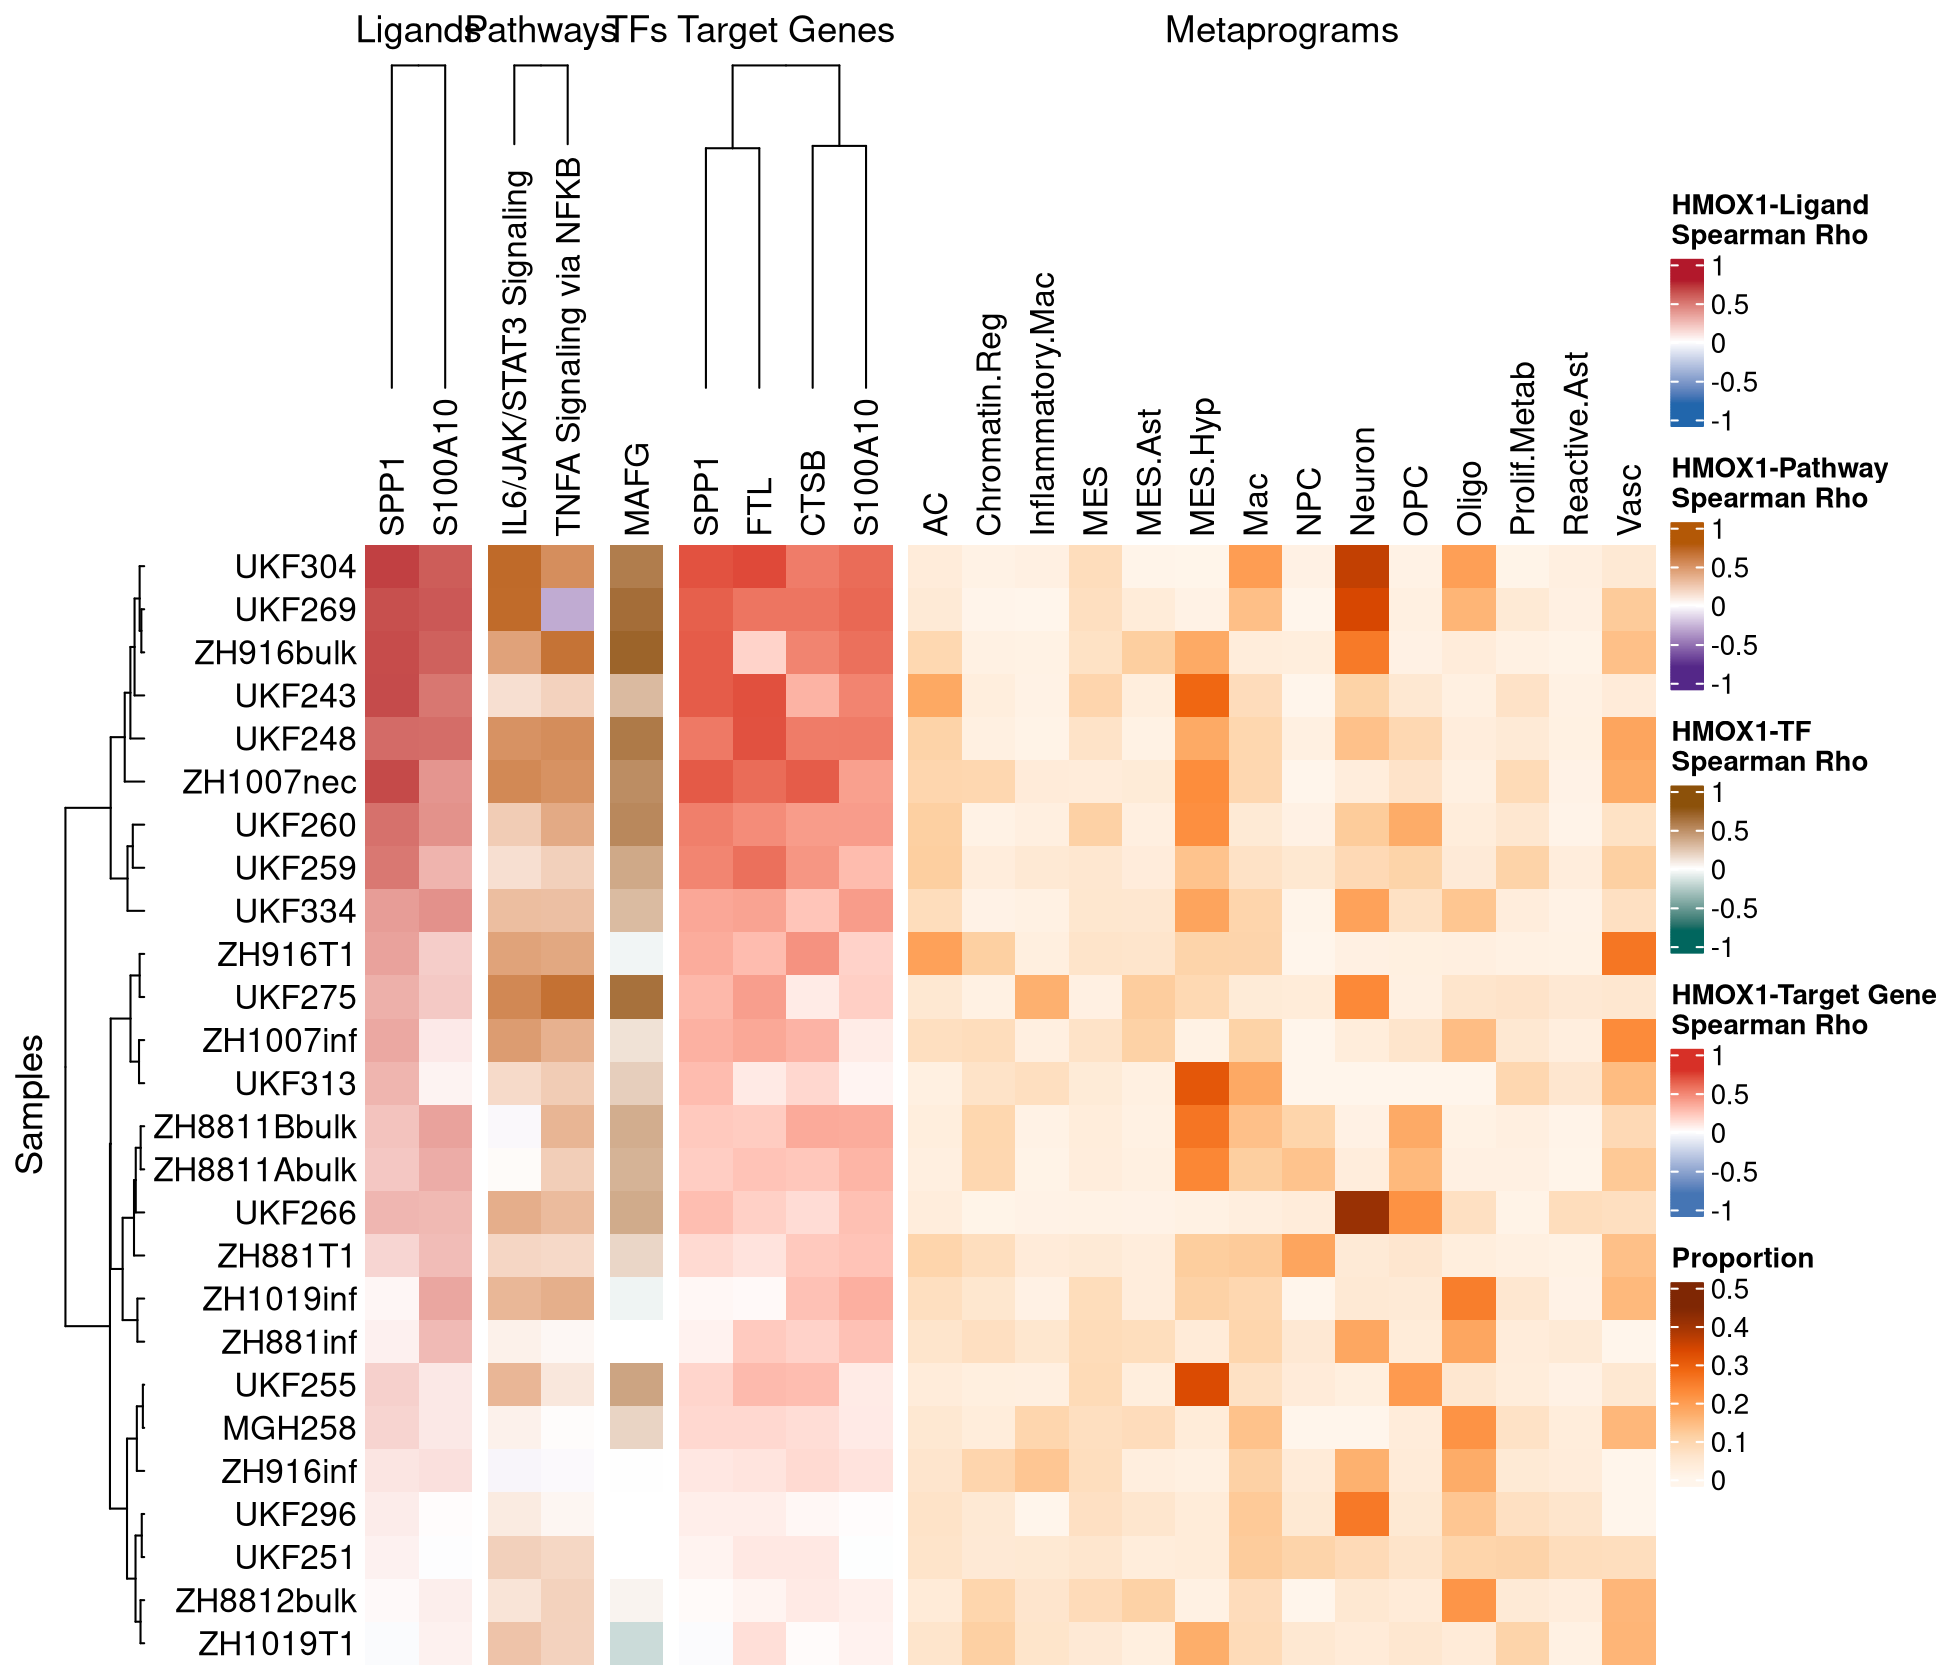 Ligands Pathways TFs Target Genes Metaprograms
SPP1
S100A10
IL6/JAK/STAT3 Signaling
TNFA Signaling via NFKB
MAFG
SPP1
FTL
CTSB
S100A10
AC
Chromatin.Reg
Inflammatory.Mac
MES
MES.Ast
MES.Hyp
Mac
NPC
Neuron
OPC
Oligo
Prolif.Metab
Reactive.Ast
Vasc
Samples
UKF304
UKF269
ZH916bulk
UKF243
UKF248
ZH1007nec
UKF260
UKF259
UKF334
ZH916T1
UKF275
ZH1007inf
UKF313
ZH8811Bbulk
ZH8811Abulk
UKF266
ZH881T1
ZH1019inf
ZH881inf
UKF255
MGH258
ZH916inf
UKF296
UKF251
ZH8812bulk
ZH1019T1
HMOX1-Ligand
Spearman Rho
1
0.5
0
-0.5
-1
HMOX1-Pathway
Spearman Rho
1
0.5
0
-0.5
-1
HMOX1-TF
Spearman Rho
1
0.5
0
-0.5
-1
HMOX1-Target Gene
Spearman Rho
1
0.5
0
-0.5
-1
Proportion
0.5
0.4
0.3
0.2
0.1
0